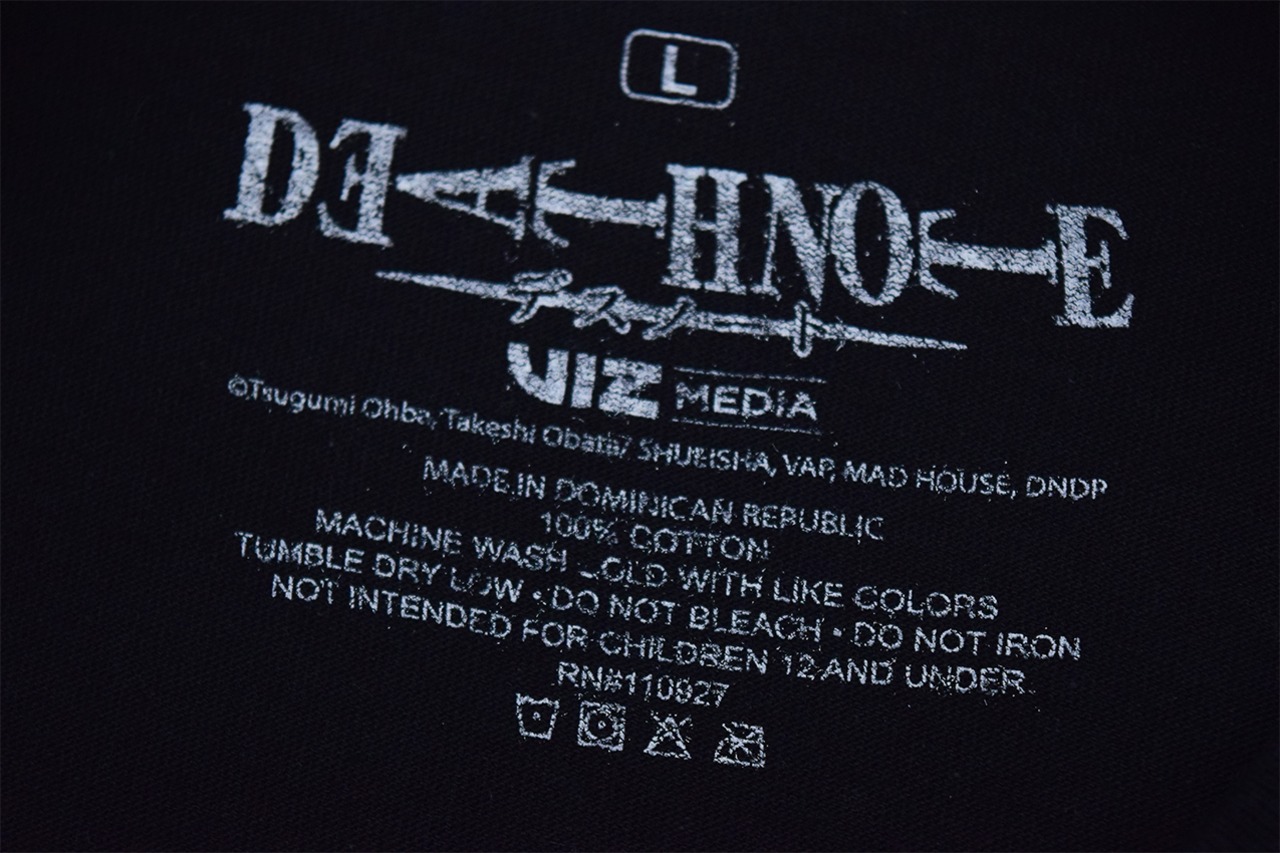 L
DEATHNOTE
デスノート
VIZ MEDIA
©Tsugumi Ohba, Takeshi Obata/ SHUEISHA, VAP, MAD HOUSE, DNDP
MADE IN DOMINICAN REPUBLIC
100% COTTON
MACHINE WASH COLD WITH LIKE COLORS
TUMBLE DRY LOW • DO NOT BLEACH • DO NOT IRON
NOT INTENDED FOR CHILDREN 12 AND UNDER
RN#110927